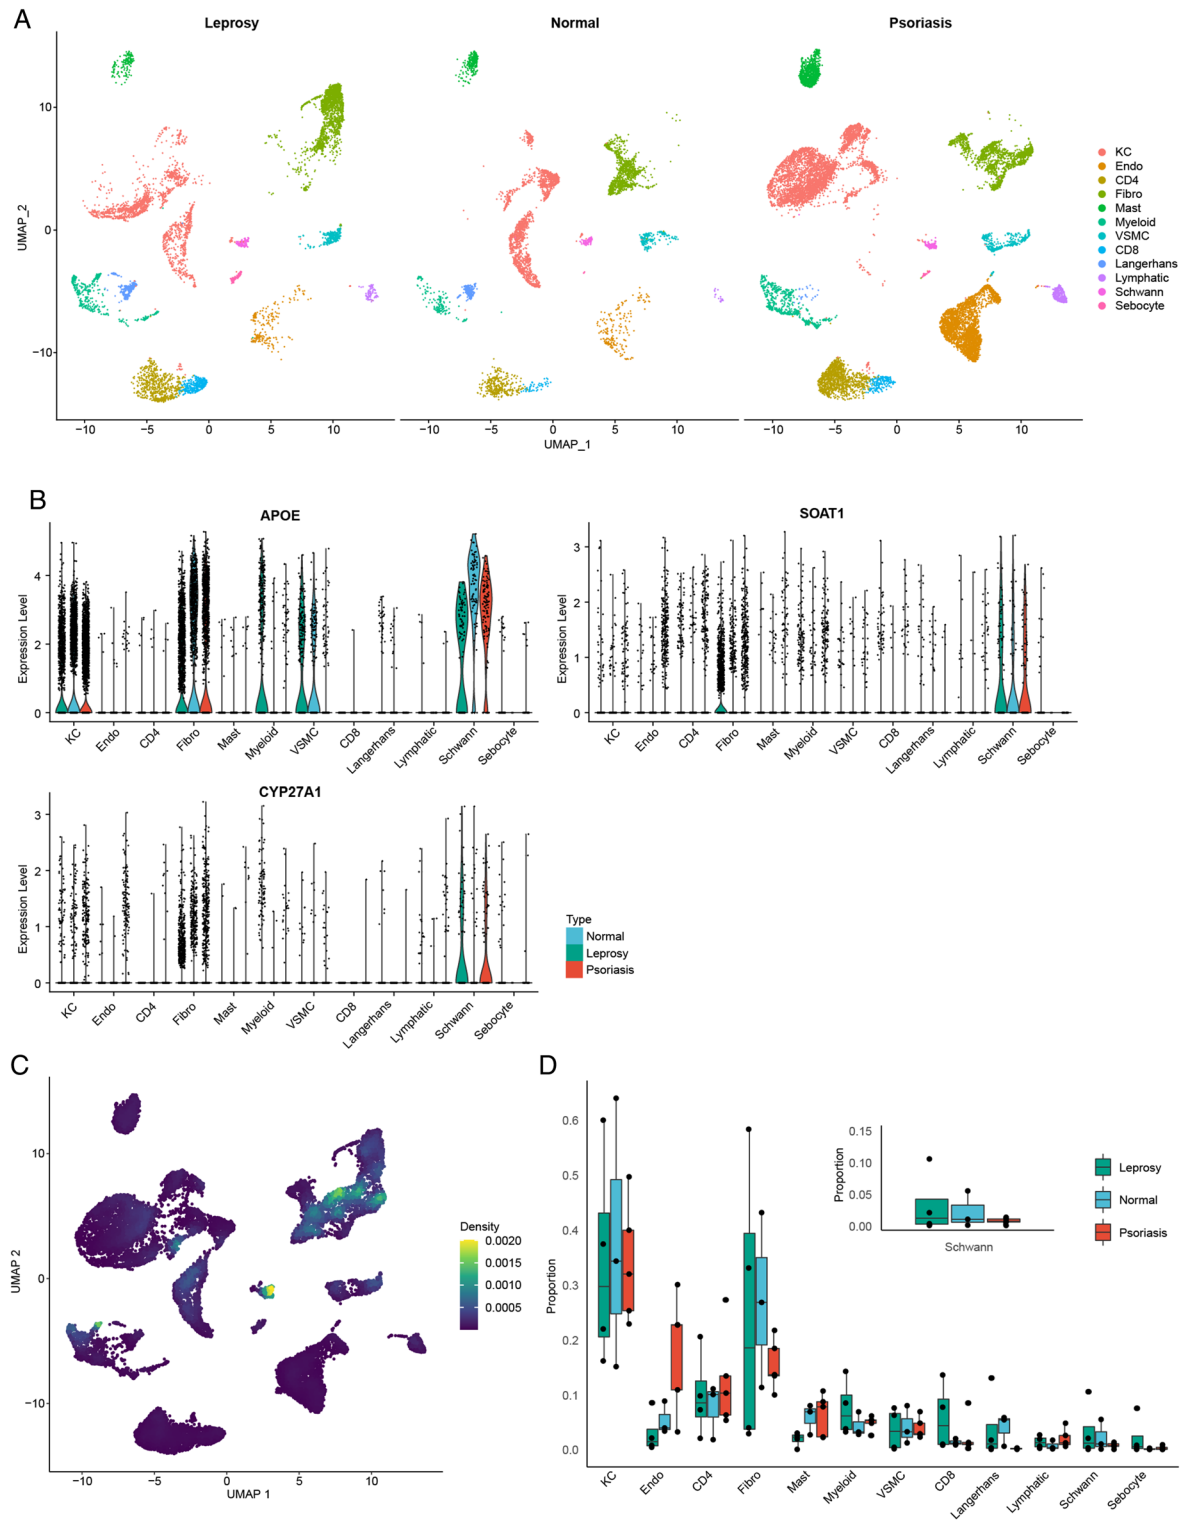 A
Leprosy
Normal
Psoriasis
UMAP_2
10
0
−10
−10
−5
0
5
10
−10
−5
0
5
10
−10
−5
0
5
10
UMAP_1
KC
Endo
CD4
Fibro
Mast
Myeloid
VSMC
CD8
Langerhans
Lymphatic
Schwann
Sebocyte
B
APOE
Expression Level
4
2
0
KC
Endo
CD4
Fibro
Mast
Myeloid
VSMC
CD8
Langerhans
Lymphatic
Schwann
Sebocyte
SOAT1
Expression Level
3
2
1
0
KC
Endo
CD4
Fibro
Mast
Myeloid
VSMC
CD8
Langerhans
Lymphatic
Schwann
Sebocyte
CYP27A1
Expression Level
3
2
1
0
KC
Endo
CD4
Fibro
Mast
Myeloid
VSMC
CD8
Langerhans
Lymphatic
Schwann
Sebocyte
Type
Normal
Leprosy
Psoriasis
C
UMAP 2
10
0
−10
−10
−5
0
5
10
UMAP 1
Density
0.0020
0.0015
0.0010
0.0005
D
Proportion
0.6
0.5
0.4
0.3
0.2
0.1
0.0
KC
Endo
CD4
Fibro
Mast
Myeloid
VSMC
CD8
Langerhans
Lymphatic
Schwann
Sebocyte
Proportion
0.15
0.10
0.05
0.00
Schwann
Leprosy
Normal
Psoriasis